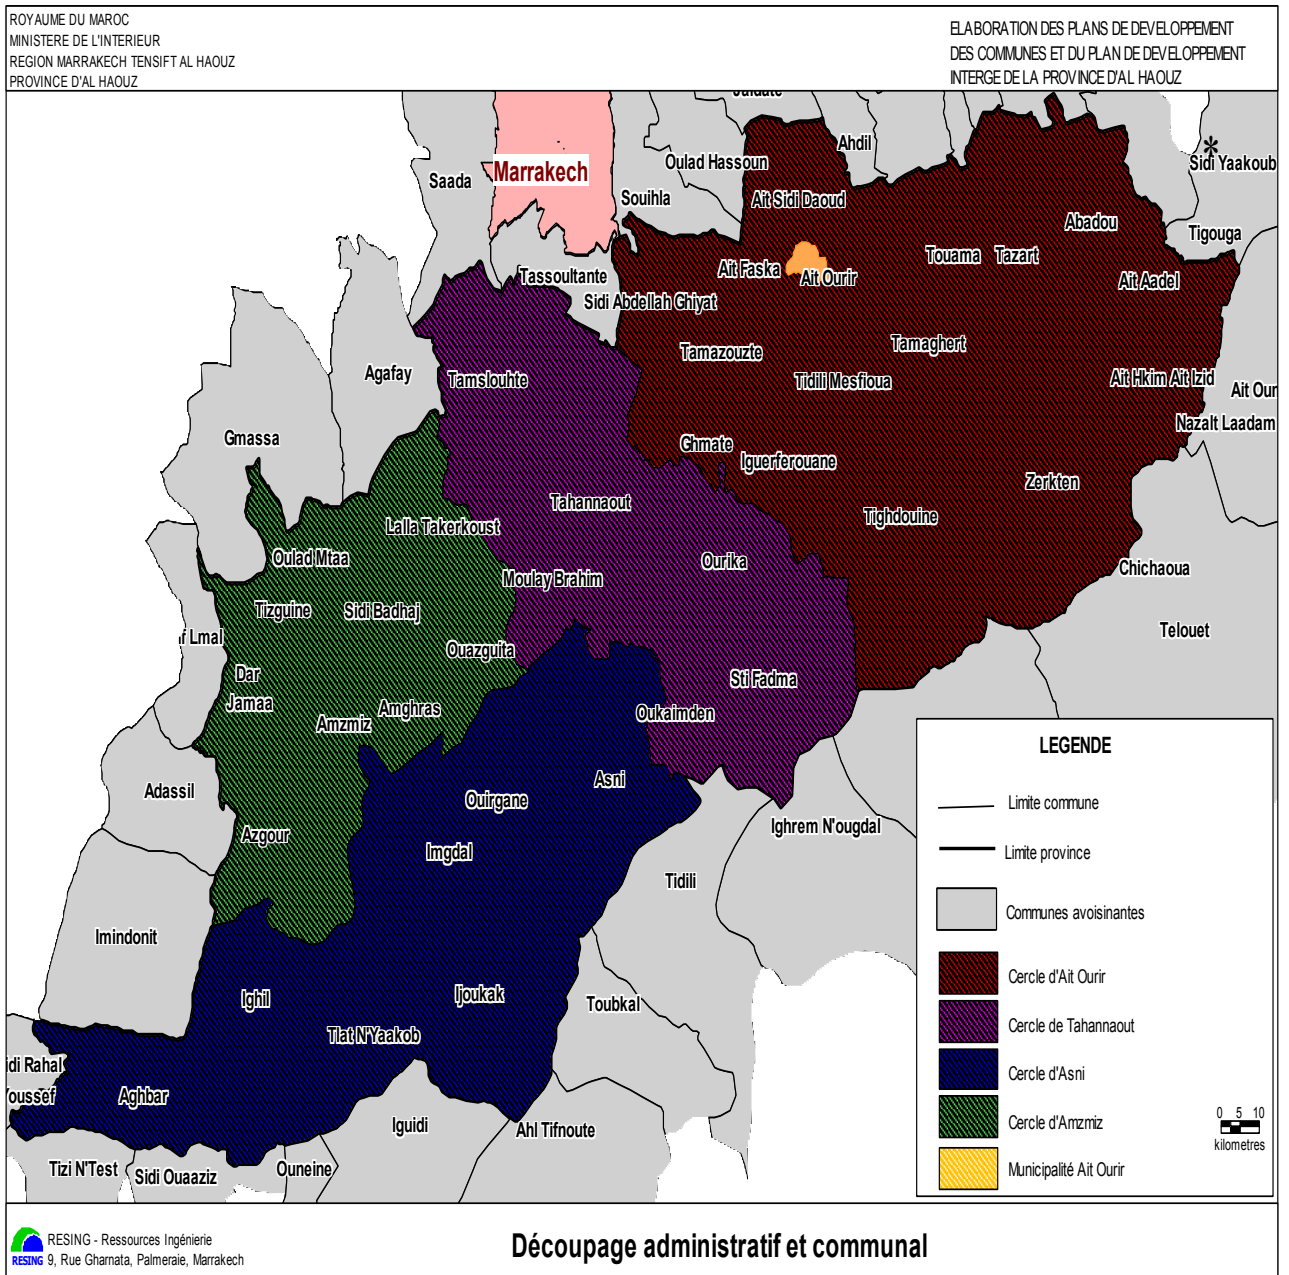 ROYAUME DU MAROC
MINISTERE DE L'INTERIEUR
REGION MARRAKECH TENSIFT AL HAOUZ
PROVINCE D'AL HAOUZ
ELABORATION DES PLANS DE DEVELOPPEMENT
DES COMMUNES ET DU PLAN DE DEVELOPPEMENT
INTERGE DE LA PROVINCE D'AL HAOUZ
Ahdil
Oulad Hassoun
Sidi Yaakoub
Marrakech
Saada
Souihla
Ait Sidi Daoud
Abadou
Tigouga
Touama
Tazart
Ait Faska
Ait Ourir
Tassoultante
Ait Aadel
Sidi Abdellah Ghiyat
Tamaghert
Tamazouzte
Agafay
Tamslouhte
Tidili Mesfioua
Ait Hkim Ait Izid
Ait Our
Nazalt Laadam
Gmassa
Ghmate
Iguerferouane
Zerkten
Tahannaout
Tighdouine
Lalla Takerkoust
Oulad Mtaa
Ourika
Chichaoua
Moulay Brahim
Tizguine
Sidi Badhaj
Telouet
f Lmal
Ouazguita
Dar
Jamaa
Sti Fadma
Amghras
Oukaimden
Amzmiz
Asni
Adassil
Ouirgane
Ighrem N'ougdal
Azgour
Imgdal
Tidili
Imindonit
Ighil
Ijoukak
Toubkal
Tlat N'Yaakob
idi Rahal
Youssef
Aghbar
Iguidi
Ahl Tifnoute
Tizi N'Test
Sidi Ouaaziz
Ouneine
LEGENDE
Limite commune
Limite province
Communes avoisinantes
Cercle d'Ait Ourir
Cercle de Tahannaout
Cercle d'Asni
Cercle d'Amzmiz
Municipalité Ait Ourir
0 5 10
kilometres
RESING
RESING - Ressources Ingénierie
9, Rue Gharnata, Palmeraie, Marrakech
Découpage administratif et communal